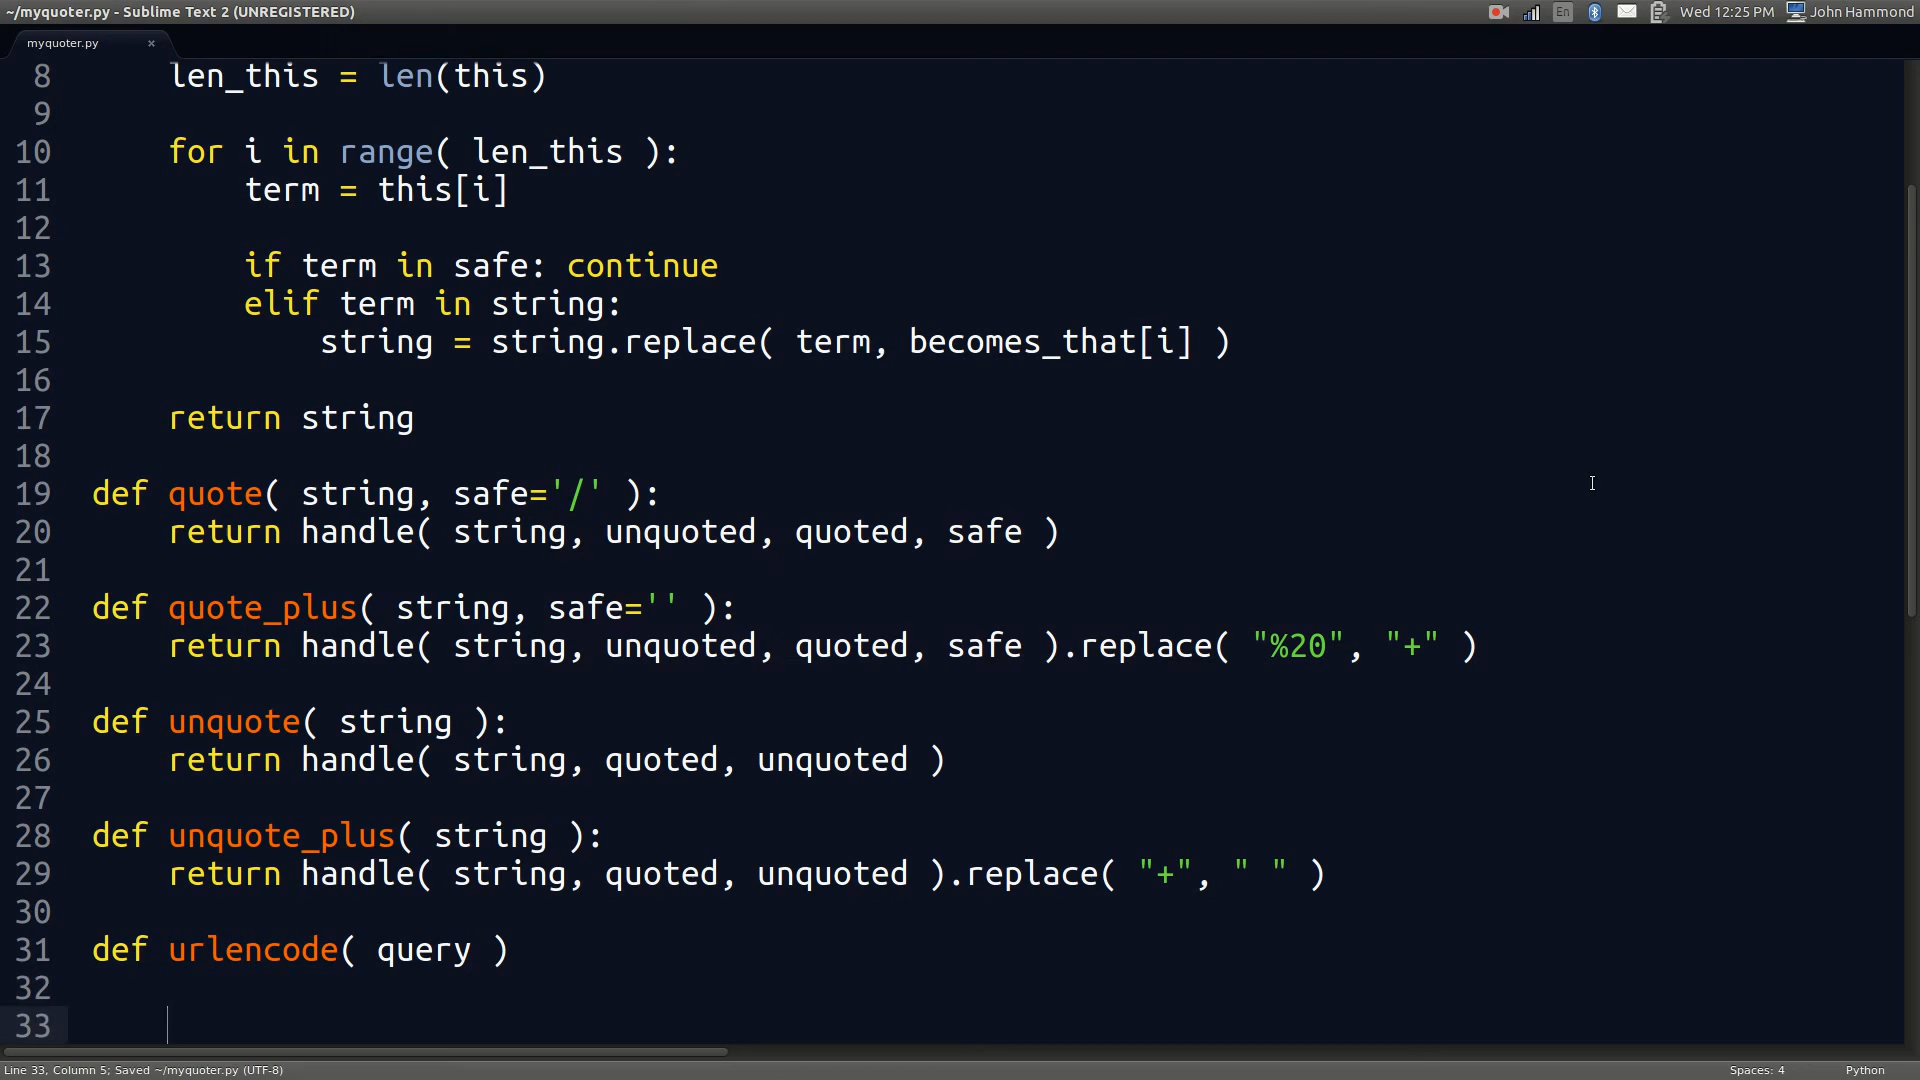 ~/myquoter.py - Sublime Text 2 (UNREGISTERED) En Wed 12:25 PM John Hammond
myquoter.py ×
8 len_this = len(this)
9
10 for i in range( len_this ):
11 term = this[i]
12
13 if term in safe: continue
14 elif term in string:
15 string = string.replace( term, becomes_that[i] )
16
17 return string
18
19 def quote( string, safe='/' ):
20 return handle( string, unquoted, quoted, safe )
21
22 def quote_plus( string, safe='' ):
23 return handle( string, unquoted, quoted, safe ).replace( "%20", "+" )
24
25 def unquote( string ):
26 return handle( string, quoted, unquoted )
27
28 def unquote_plus( string ):
29 return handle( string, quoted, unquoted ).replace( "+", " " )
30
31 def urlencode( query )
32
33
Line 33, Column 5; Saved ~/myquoter.py (UTF-8) Spaces: 4 Python